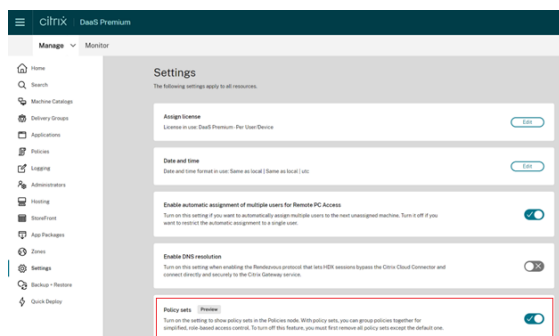 citrix | DaaS Premium
Manage Monitor
Home
Search
Machine Catalogs
Delivery Groups
Applications
Policies
Logging
Administrators
Hosting
StoreFront
App Packages
Zones
Settings
Backup + Restore
Quick Deploy
Settings
The following settings apply to all resources.
Assign license
License in use: DaaS Premium- Per User/Device
Edit
Date and time
Date and time format in use: Same as local | Same as local | utc
Edit
Enable automatic assignment of multiple users for Remote PC Access
Turn on this setting if you want to automatically assign multiple users to the next unassigned machine. Turn it off if you
want to restrict the automatic assignment to a single user.
Enable DNS resolution
Turn on this setting when enabling the Rendezvous protocol that lets HDX sessions bypass the Citrix Cloud Connector and
connect directly and securely to the Citrix Gateway service.
Policy sets Preview
Turn on the setting to show policy sets in the Policies node. With policy sets, you can group policies together for
simplified, role-based access control. To turn off this feature, you must first remove all policy sets except the default one.